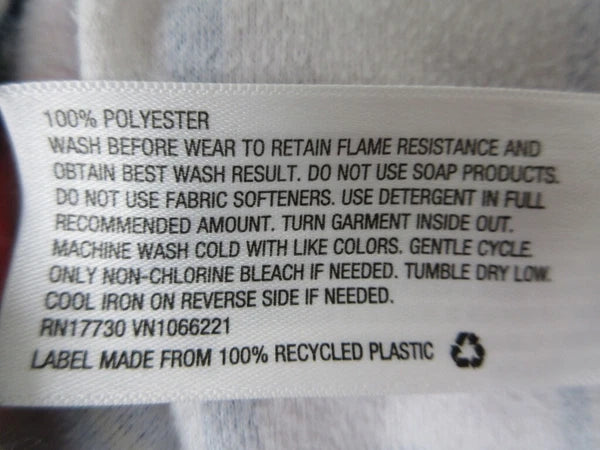 100% POLYESTER
WASH BEFORE WEAR TO RETAIN FLAME RESISTANCE AND
OBTAIN BEST WASH RESULT. DO NOT USE SOAP PRODUCTS.
DO NOT USE FABRIC SOFTENERS. USE DETERGENT IN FULL
RECOMMENDED AMOUNT. TURN GARMENT INSIDE OUT.
MACHINE WASH COLD WITH LIKE COLORS. GENTLE CYCLE.
ONLY NON-CHLORINE BLEACH IF NEEDED. TUMBLE DRY LOW.
COOL IRON ON REVERSE SIDE IF NEEDED.
RN17730 VN1066221
LABEL MADE FROM 100% RECYCLED PLASTIC